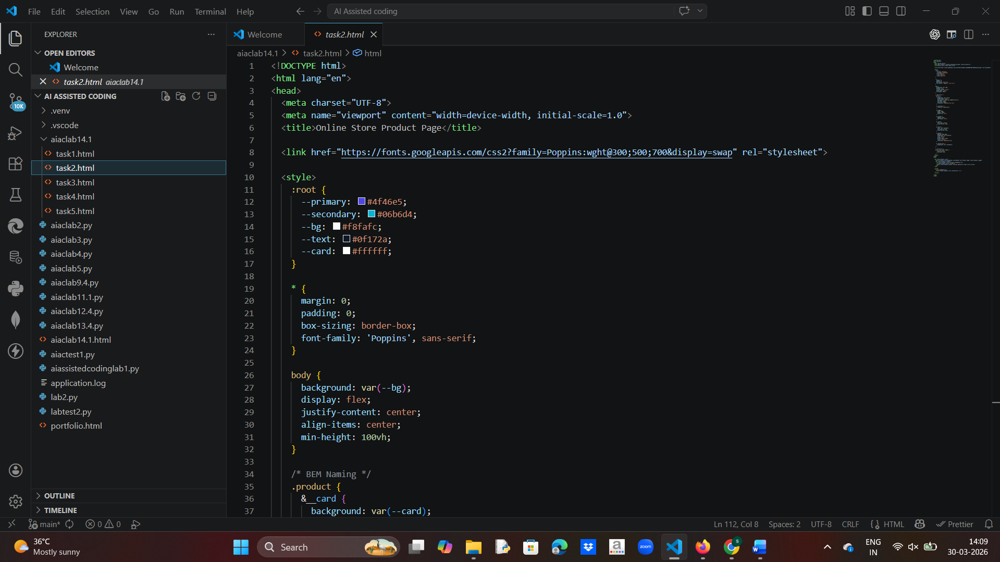 File Edit Selection View Go Run Terminal Help
AI Assisted coding
EXPLORER
OPEN EDITORS
Welcome
task2.html aiaclab14.1
AI ASSISTED CODING
.venv
.vscode
aiaclab14.1
task1.html
task2.html
task3.html
task4.html
task5.html
aiaclab2.py
aiaclab3.py
aiaclab4.py
aiaclab5.py
aiaclab9.4.py
aiaclab11.1.py
aiaclab12.4.py
aiaclab13.4.py
aiaclab14.1.html
aiactest1.py
aiassistedcodinglab1.py
application.log
lab2.py
labtest2.py
portfolio.html
OUTLINE
TIMELINE
10K
Welcome
task2.html
aiaclab14.1 > task2.html > html
1 <!DOCTYPE html>
2 <html lang="en">
3 <head>
4 <meta charset="UTF-8">
5 <meta name="viewport" content="width=device-width, initial-scale=1.0">
6 <title>Online Store Product Page</title>
7
8 <link href="https://fonts.googleapis.com/css2?family=Poppins:wght@300;500;700&display=swap" rel="stylesheet">
9
10 <style>
11 :root {
12 --primary: #4f46e5;
13 --secondary: #06b6d4;
14 --bg: #f8fafc;
15 --text: #0f172a;
16 --card: #ffffff;
17 }
18
19 * {
20 margin: 0;
21 padding: 0;
22 box-sizing: border-box;
23 font-family: 'Poppins', sans-serif;
24 }
25
26 body {
27 background: var(--bg);
28 display: flex;
29 justify-content: center;
30 align-items: center;
31 min-height: 100vh;
32 }
33
34 /* BEM Naming */
35 .product {
36 &__card {
37 background: var(--card);
main* 0 0
Ln 112, Col 8 Spaces: 2 UTF-8 CRLF {} HTML Prettier
36°C
Mostly sunny
Search
a
zoom
S
W
ENG
IN
14:09
30-03-2026